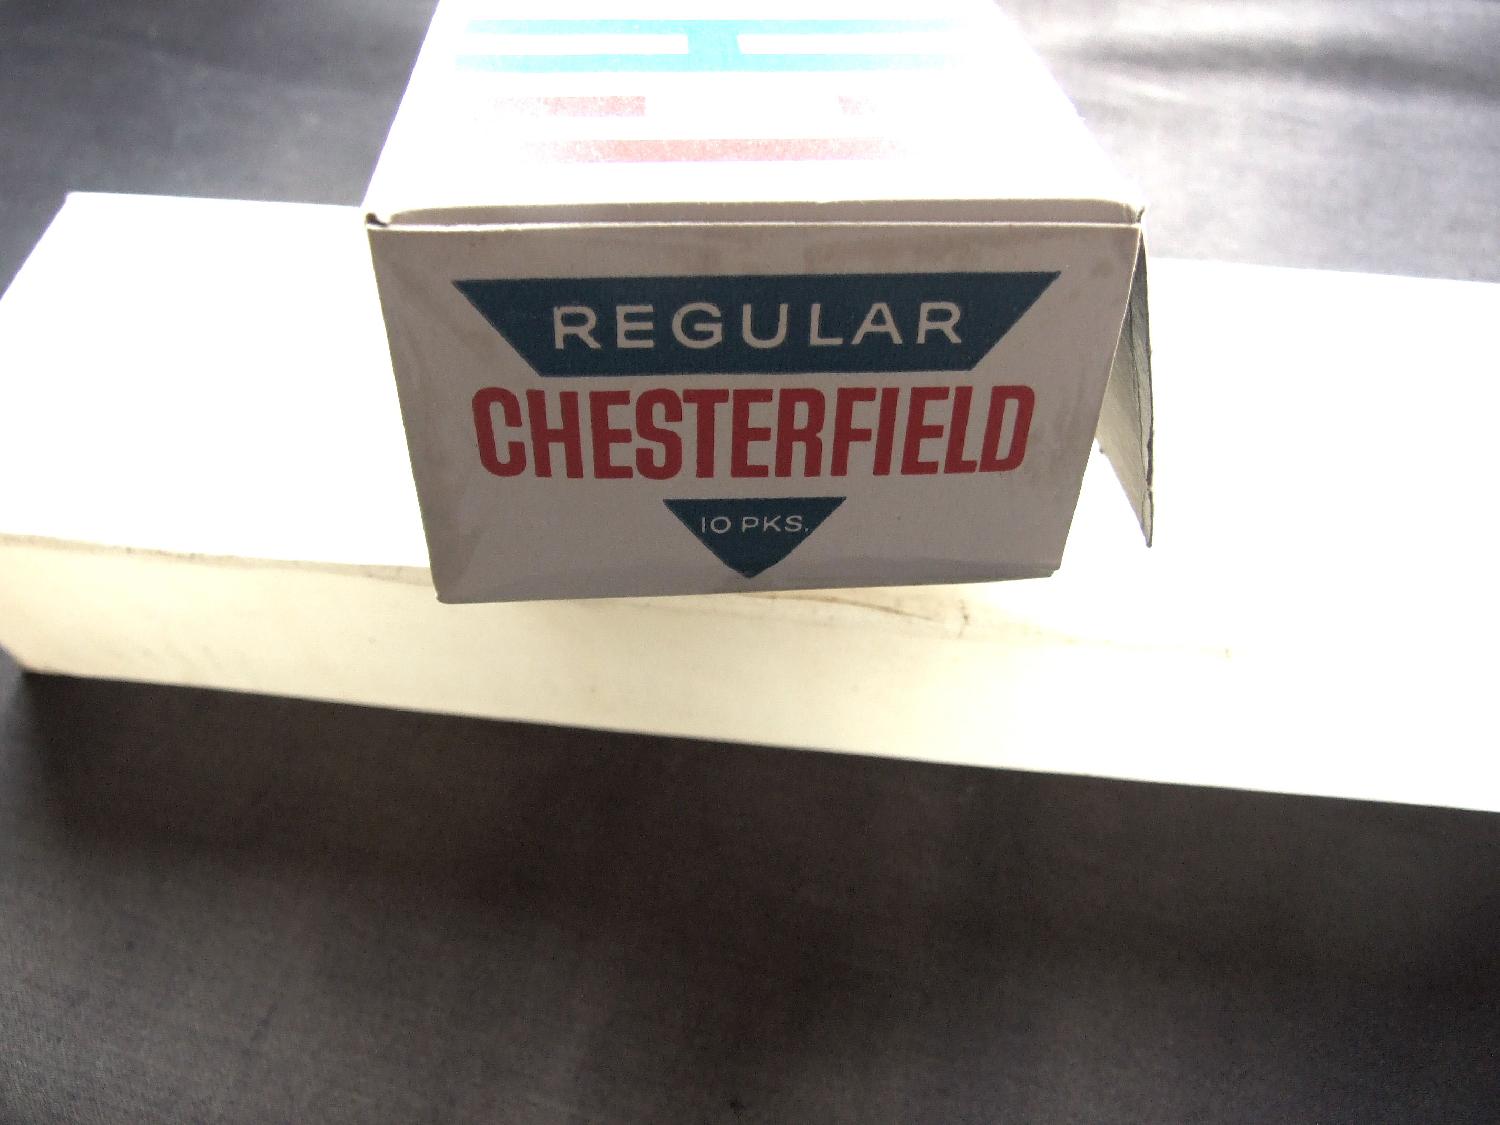 REGULAR
CHESTERFIELD
10 PKS.